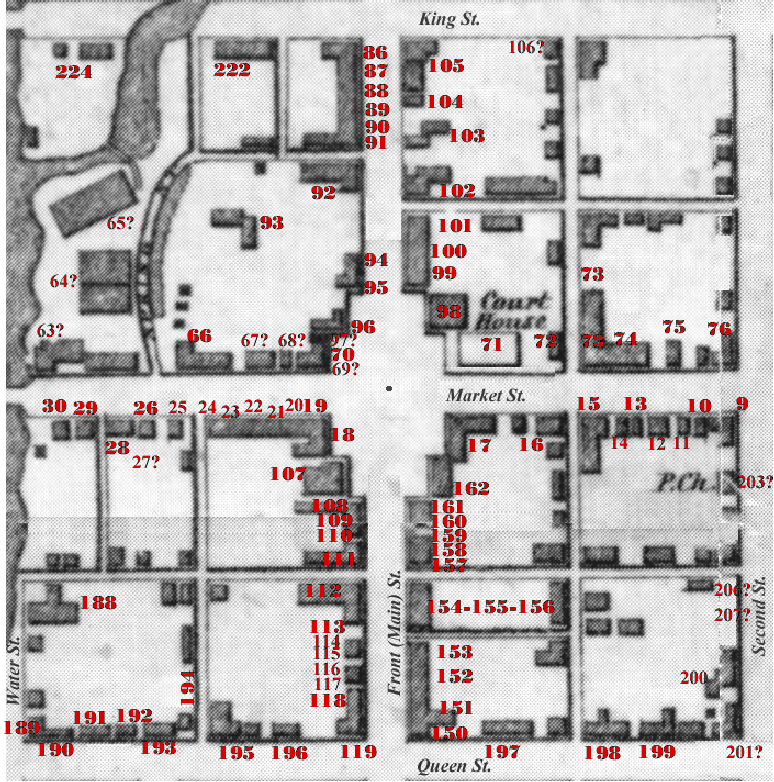 King St.
224 222 86 106?
87 105
88
89 104
90
91 103
92 102
65? 93 101
94 100
64? 95 99 73
98 Court House
63? 66 67? 68? 97? 96
70 71 72 75 74 75 76
69?
Market St.
30 29 26 25 24 23 22 21 20 19 15 13 10 9
28 18 17 16 14 12 11
27?
107 162 P.Ch. 203?
108 161
109 160
110 159
111 158
157
112 206?
188 154-155-156 207?
113
114
115 153
116 152 200
117
194 118 151
189 191 192 150
190 193 195 196 119 197 198 199 201?
Water St.
Front (Main) St.
Second St.
Queen St.